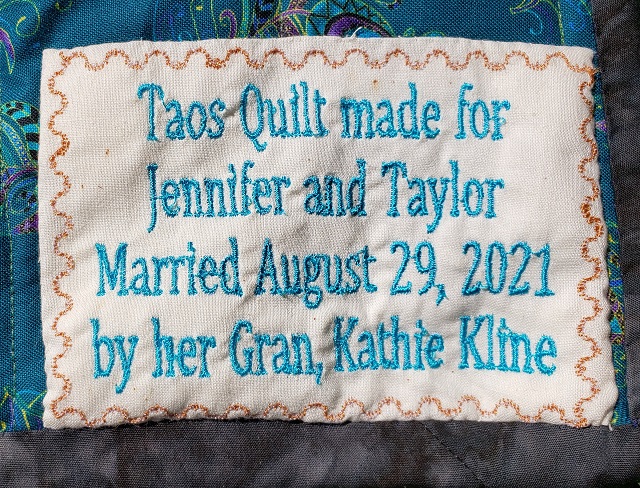 Taos Quilt made for
Jennifer and Taylor
Married August 29, 2021
by her Gran, Kathie Kline